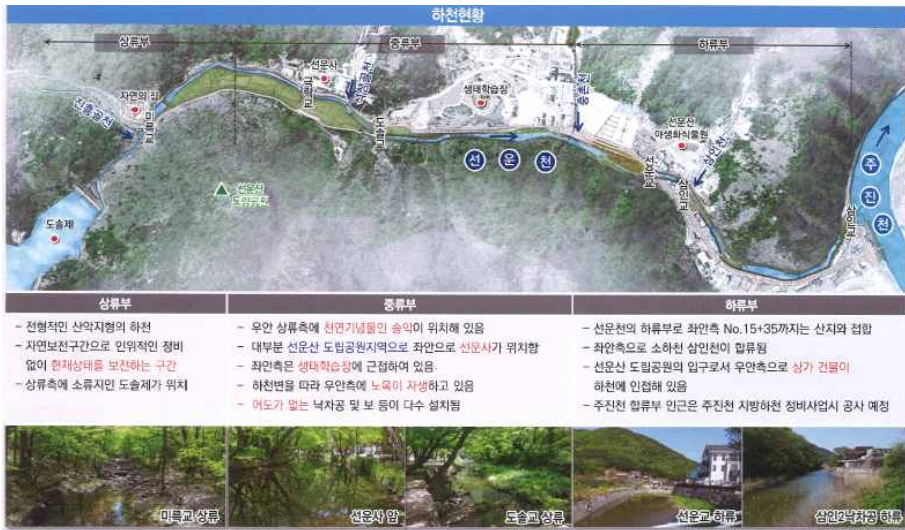 하천현황
상류부
중류부
하류부
자연의 집
진흥골천
미륵교
선운사
극락교
도솔교
생태학습장
중촌천
선운산
야생화식물원
선운교
삼인천
삼인교
선운천
주진천
선운산
도립공원
도솔제
상류부
- 전형적인 산악지형의 하천
- 자연보전구간으로 인위적인 정비
없이 현재상태를 보전하는 구간
- 상류측에 소류지인 도솔제가 위치
중류부
- 우안 상류측에 천연기념물인 송악이 위치해 있음
- 대부분 선운산 도립공원지역으로 좌안으로 선운사가 위치함
- 좌안측은 생태학습장에 근접하여 있음.
- 하천변을 따라 우안측에 노목이 자생하고 있음
- 어도가 없는 낙차공 및 보 등이 다수 설치됨
하류부
- 선운천의 하류부로 좌안측 No.15+35까지는 산지와 접합
- 좌안측으로 소하천 삼인천이 합류됨
- 선운산 도립공원의 입구로서 우안측으로 상가 건물이
하천에 인접해 있음
- 주진천 합류부 인근은 주진천 지방하천 정비사업시 공사 예정
미륵교 상류
선운사 앞
도솔교 상류
선운교 하류
삼인2낙차공 하류